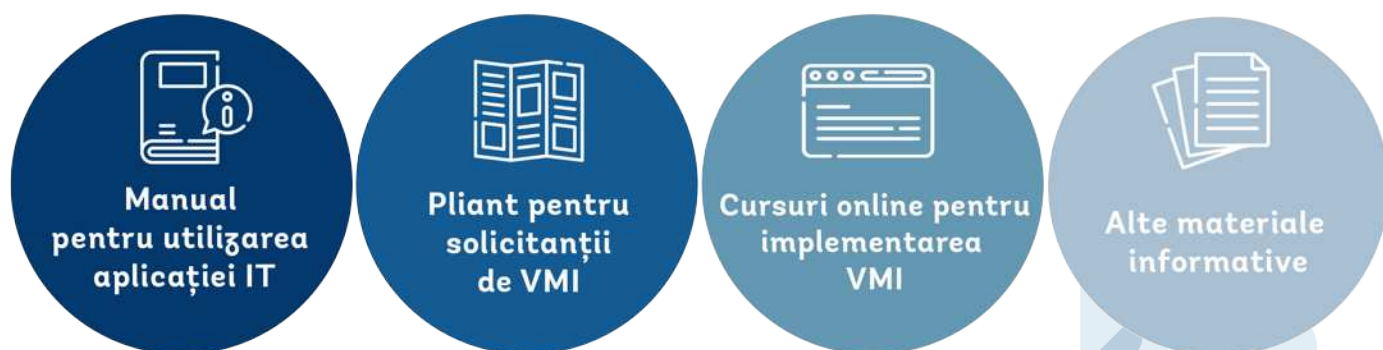 Manual
pentru utilizarea
aplicației IT
Pliant pentru
solicitanții
de VMI
Cursuri online pentru
implementarea
VMI
Alte materiale
informative